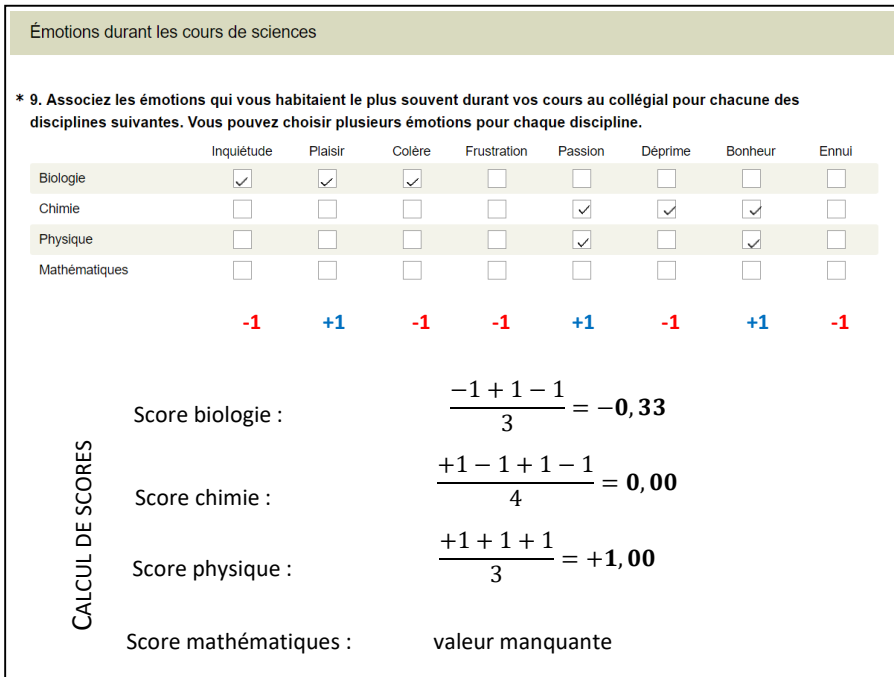 Émotions durant les cours de sciences
* 9. Associez les émotions qui vous habitaient le plus souvent durant vos cours au collégial pour chacune des
disciplines suivantes. Vous pouvez choisir plusieurs émotions pour chaque discipline.
Inquiétude Plaisir Colère Frustration Passion Déprime Bonheur Ennui
Biologie ✓ ✓ ✓
Chimie ✓ ✓ ✓
Physique ✓ ✓
Mathématiques
-1 +1 -1 -1 +1 -1 +1 -1
CALCUL DE SCORES
Score biologie : (−1 + 1 − 1)/3 = −0,33
Score chimie : (+1 − 1 + 1 − 1)/4 = 0,00
Score physique : (+1 + 1 + 1)/3 = +1,00
Score mathématiques : valeur manquante